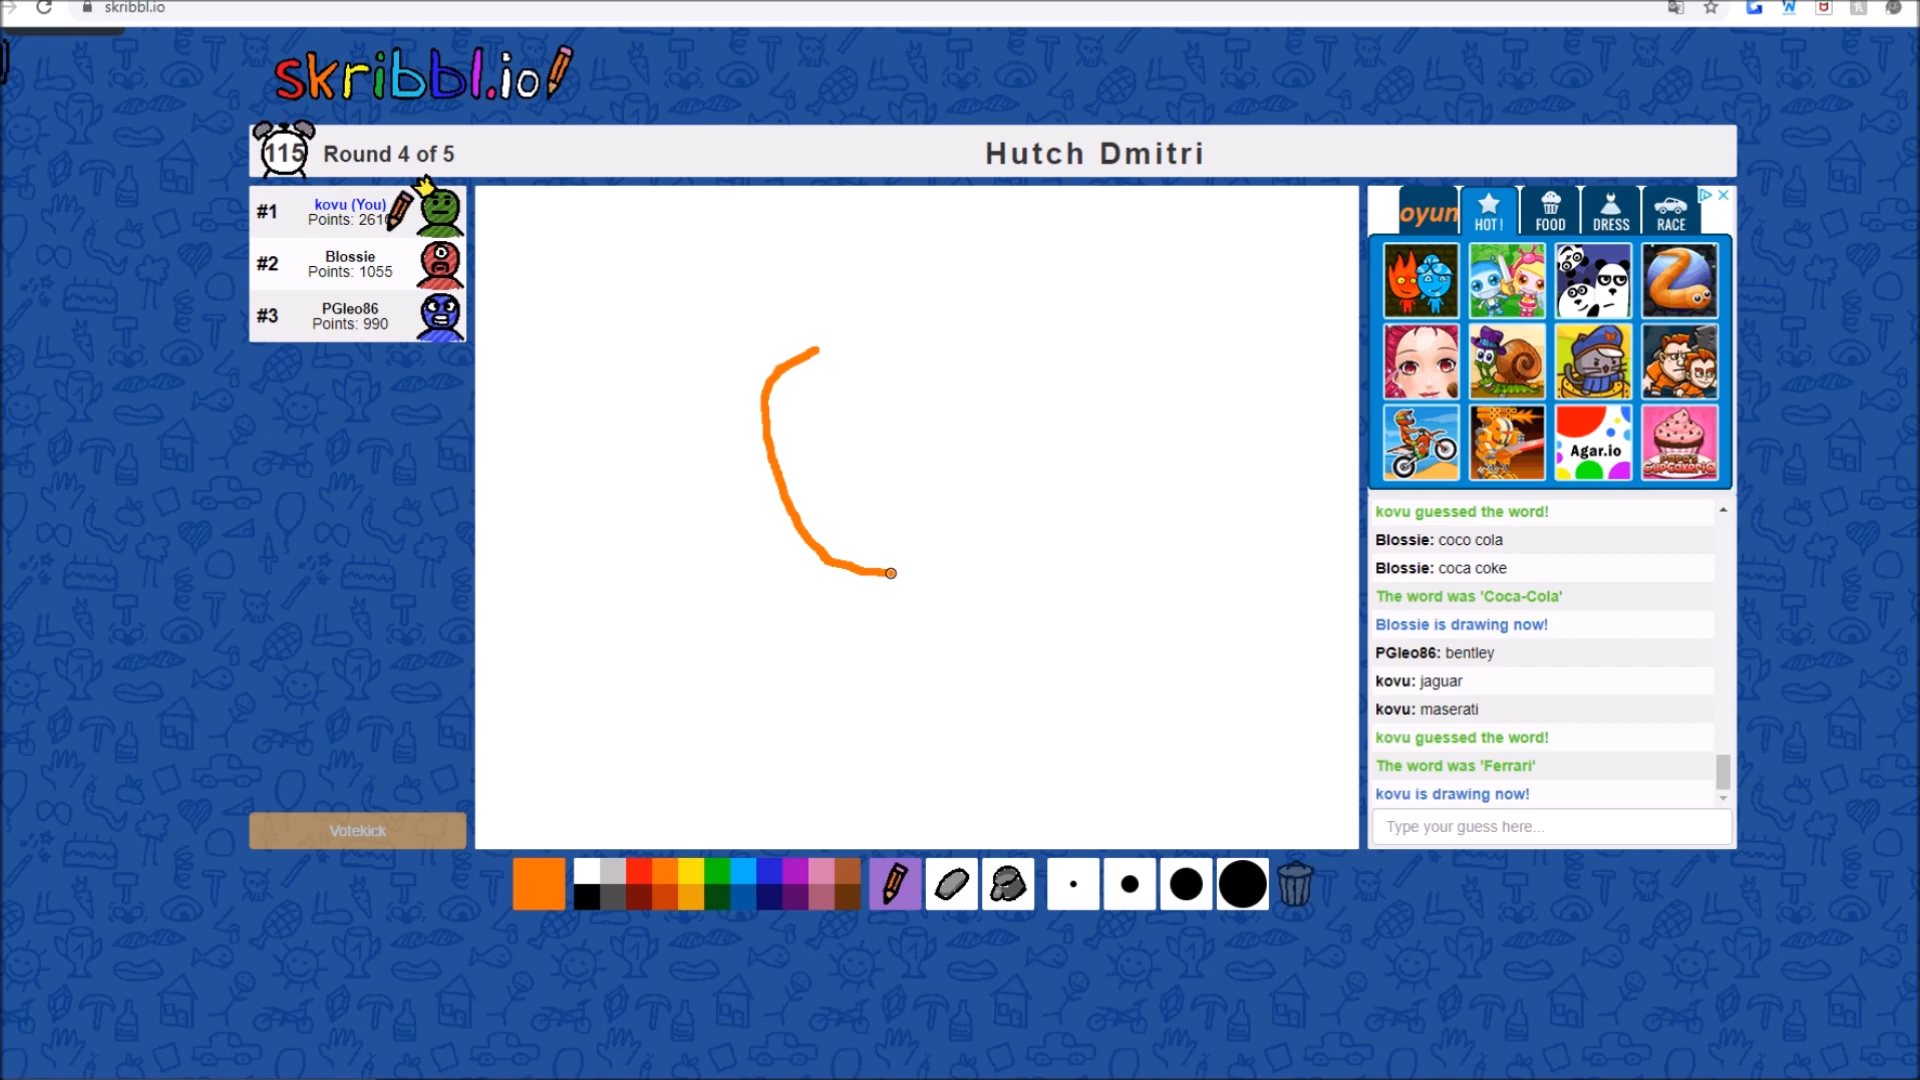 skribbl.io
skribbl.io
115
Round 4 of 5
Hutch Dmitri
#1
kovu (You)
Points: 2616
#2
Blossie
Points: 1055
#3
PGleo86
Points: 990
Votekick
oyun
HOT!
FOOD
DRESS
RACE
Agar.io
kovu guessed the word!
Blossie: coco cola
Blossie: coca coke
The word was 'Coca-Cola'
Blossie is drawing now!
PGleo86: bentley
kovu: jaguar
kovu: maserati
kovu guessed the word!
The word was 'Ferrari'
kovu is drawing now!
Type your guess here...